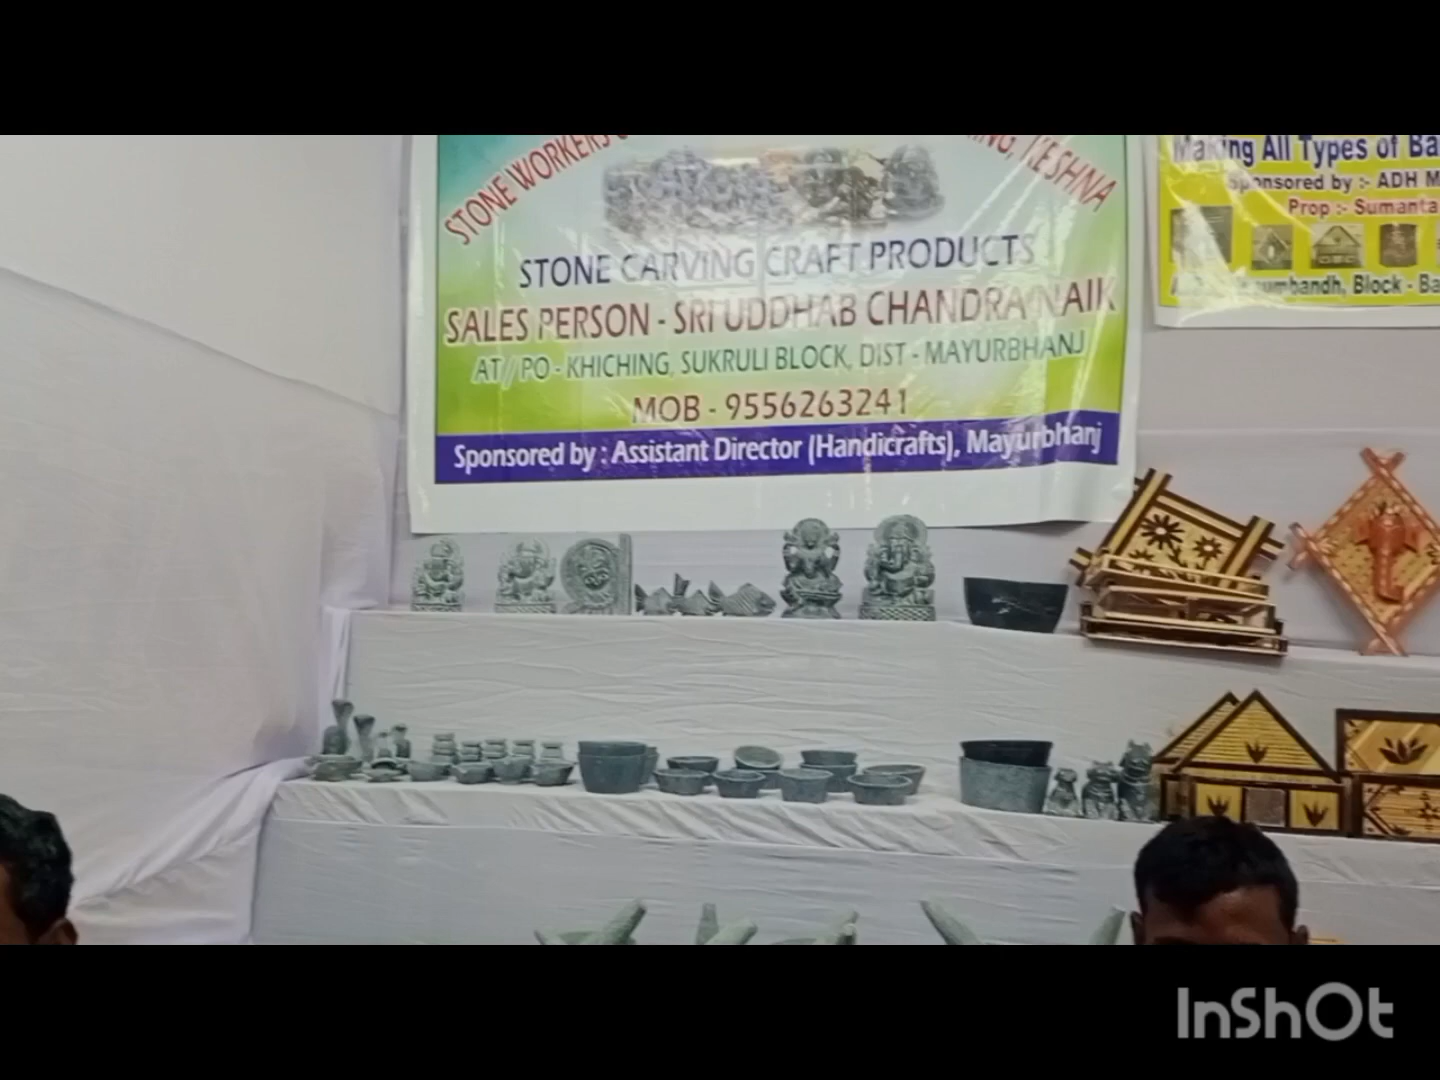 STONE WORKERS
KESHNA
STONE CARVING CRAFT PRODUCTS
SALES PERSON - SRI UDDHAB CHANDRA NAIK
AT // PO - KHICHING, SUKRULI BLOCK, DIST - MAYURBHANJ
MOB - 9556263241
Sponsored by : Assistant Director (Handicrafts), Mayurbhanj
Making All Types of Ba
Sponsored by :- ADH M
Prop :- Sumanta
Block - Ba
InShOt